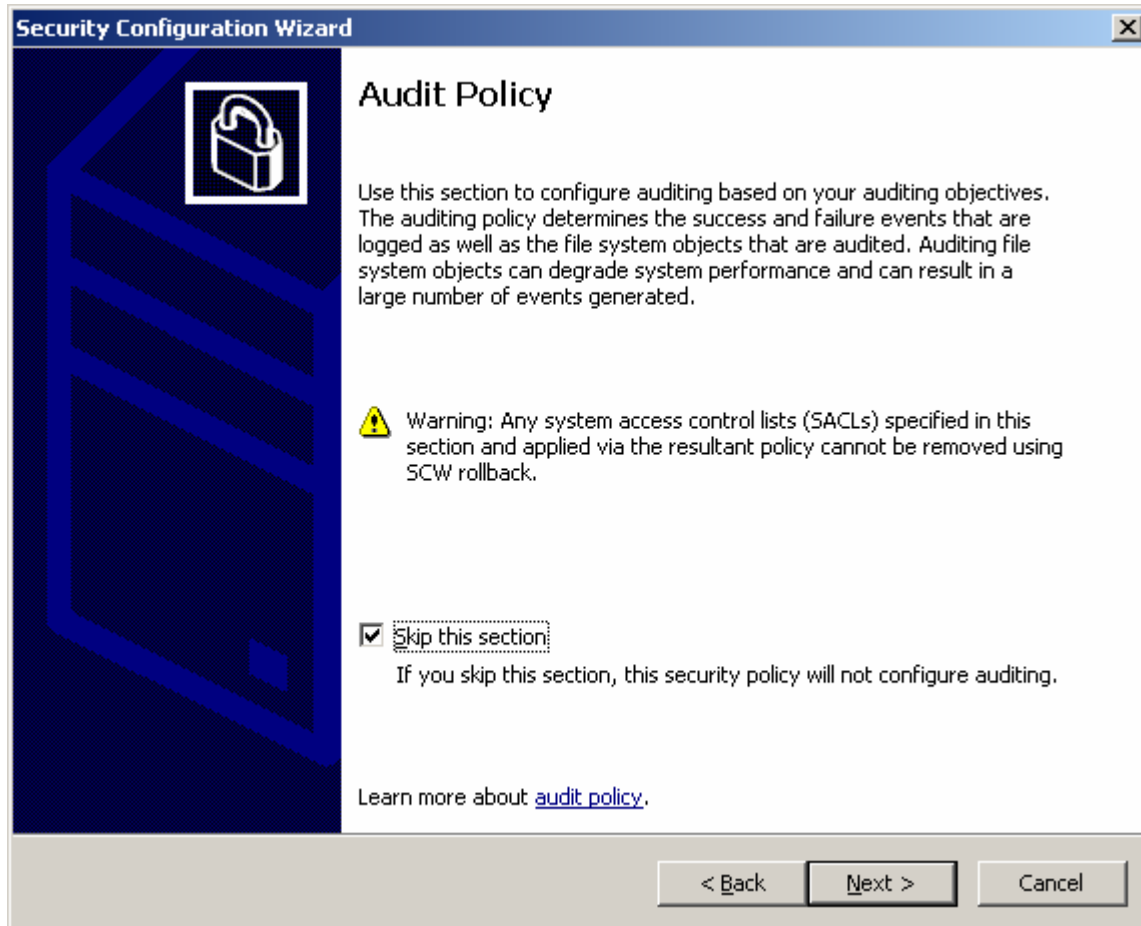 Security Configuration Wizard
Audit Policy
Use this section to configure auditing based on your auditing objectives.
The auditing policy determines the success and failure events that are
logged as well as the file system objects that are audited. Auditing file
system objects can degrade system performance and can result in a
large number of events generated.
Warning: Any system access control lists (SACLs) specified in this
section and applied via the resultant policy cannot be removed using
SCW rollback.
Skip this section
If you skip this section, this security policy will not configure auditing.
Learn more about audit policy.
< Back Next > Cancel